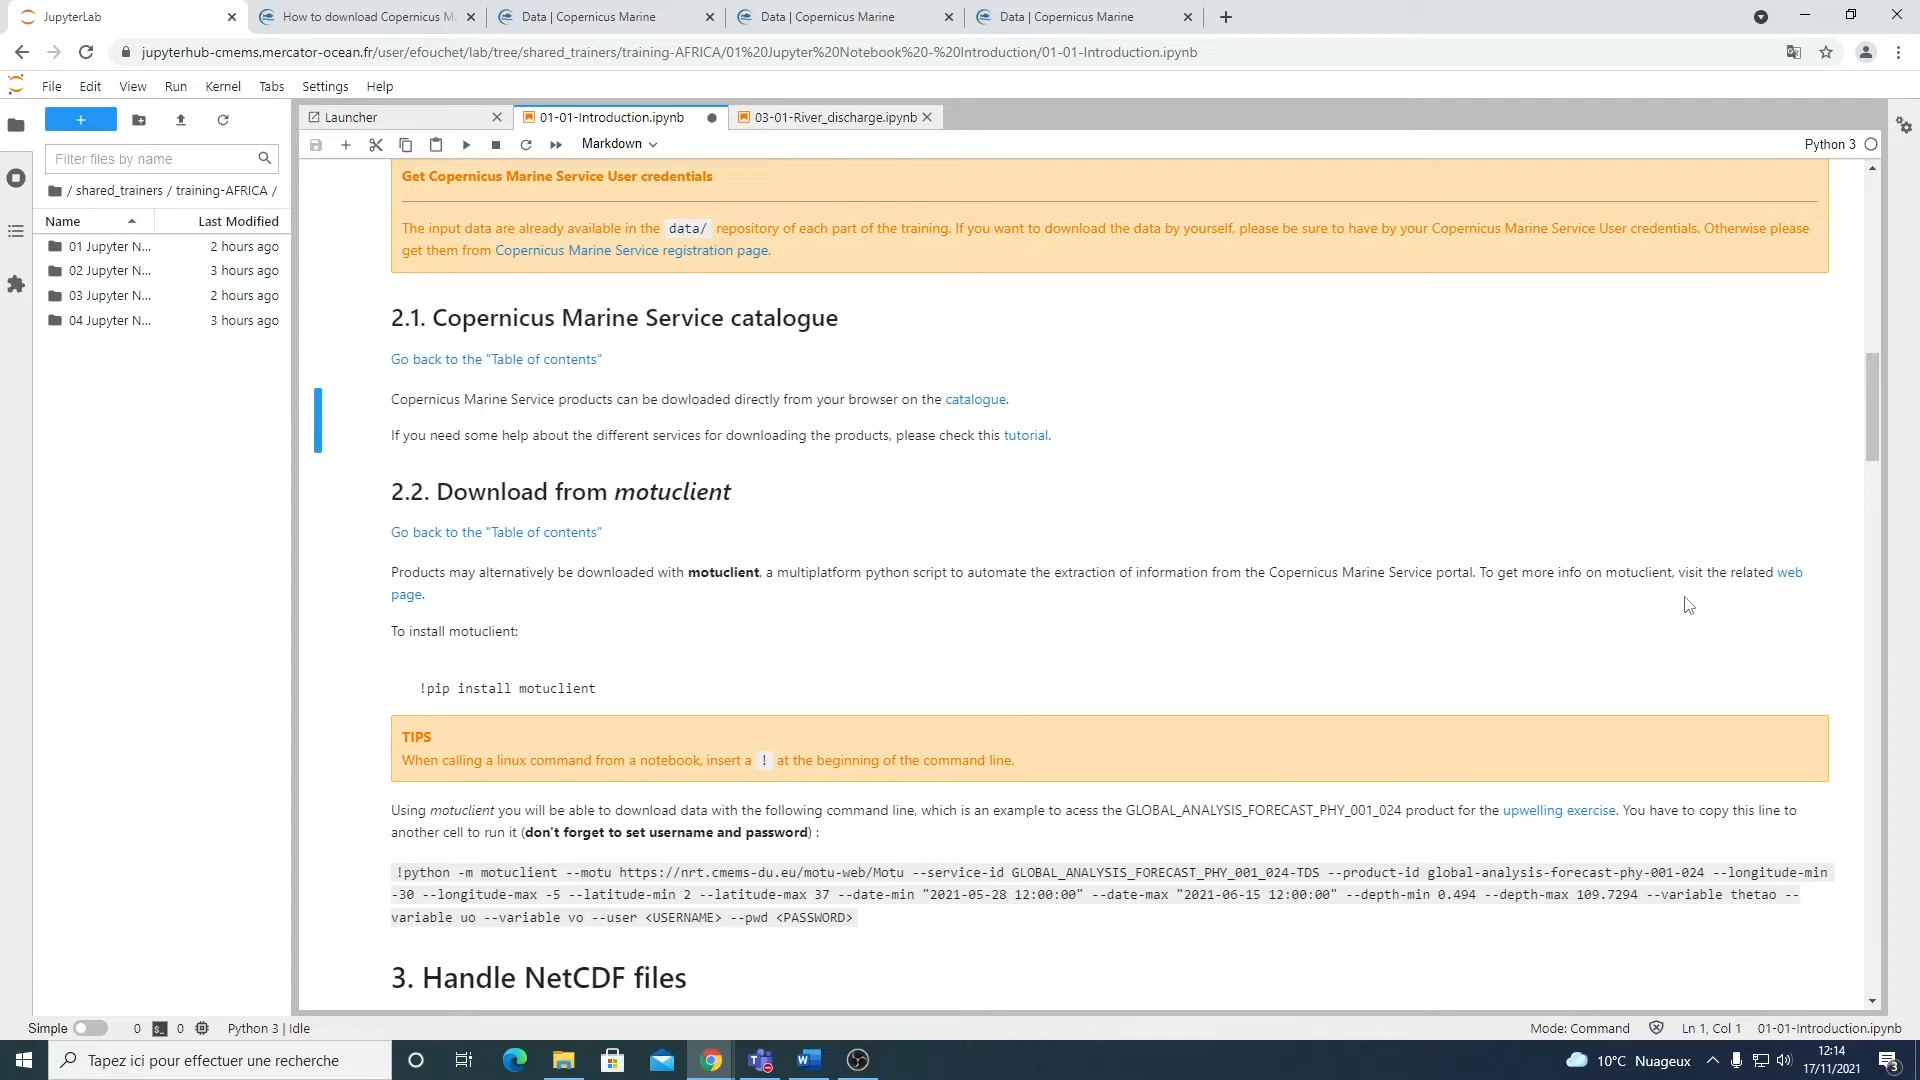 JupyterLab
How to download Copernicus M
Data | Copernicus Marine
Data | Copernicus Marine
Data | Copernicus Marine
jupyterhub-cmems.mercator-ocean.fr/user/efouchet/lab/tree/shared_trainers/training-AFRICA/01%20Jupyter%20Notebook%20-%20Introduction/01-01-Introduction.ipynb
File Edit View Run Kernel Tabs Settings Help
Launcher
01-01-Introduction.ipynb
03-01-River_discharge.ipynb
Markdown
Python 3
Filter files by name
/ shared_trainers / training-AFRICA /
Name Last Modified
01 Jupyter N... 2 hours ago
02 Jupyter N... 3 hours ago
03 Jupyter N... 2 hours ago
04 Jupyter N... 3 hours ago
Get Copernicus Marine Service User credentials
The input data are already available in the data/ repository of each part of the training. If you want to download the data by yourself, please be sure to have by your Copernicus Marine Service User credentials. Otherwise please
get them from Copernicus Marine Service registration page.
2.1. Copernicus Marine Service catalogue
Go back to the "Table of contents"
Copernicus Marine Service products can be dowloaded directly from your browser on the catalogue.
If you need some help about the different services for downloading the products, please check this tutorial.
2.2. Download from motuclient
Go back to the "Table of contents"
Products may alternatively be downloaded with motuclient, a multiplatform python script to automate the extraction of information from the Copernicus Marine Service portal. To get more info on motuclient, visit the related web
page.
To install motuclient:
!pip install motuclient
TIPS
When calling a linux command from a notebook, insert a ! at the beginning of the command line.
Using motuclient you will be able to download data with the following command line, which is an example to acess the GLOBAL_ANALYSIS_FORECAST_PHY_001_024 product for the upwelling exercise. You have to copy this line to
another cell to run it (don't forget to set username and password) :
!python -m motuclient --motu https://nrt.cmems-du.eu/motu-web/Motu --service-id GLOBAL_ANALYSIS_FORECAST_PHY_001_024-TDS --product-id global-analysis-forecast-phy-001-024 --longitude-min
-30 --longitude-max -5 --latitude-min 2 --latitude-max 37 --date-min "2021-05-28 12:00:00" --date-max "2021-06-15 12:00:00" --depth-min 0.494 --depth-max 109.7294 --variable thetao --
variable uo --variable vo --user <USERNAME> --pwd <PASSWORD>
3. Handle NetCDF files
Simple 0 0 Python 3 | Idle
Mode: Command Ln 1, Col 1 01-01-Introduction.ipynb
Tapez ici pour effectuer une recherche
10°C Nuageux
12:14
17/11/2021
3